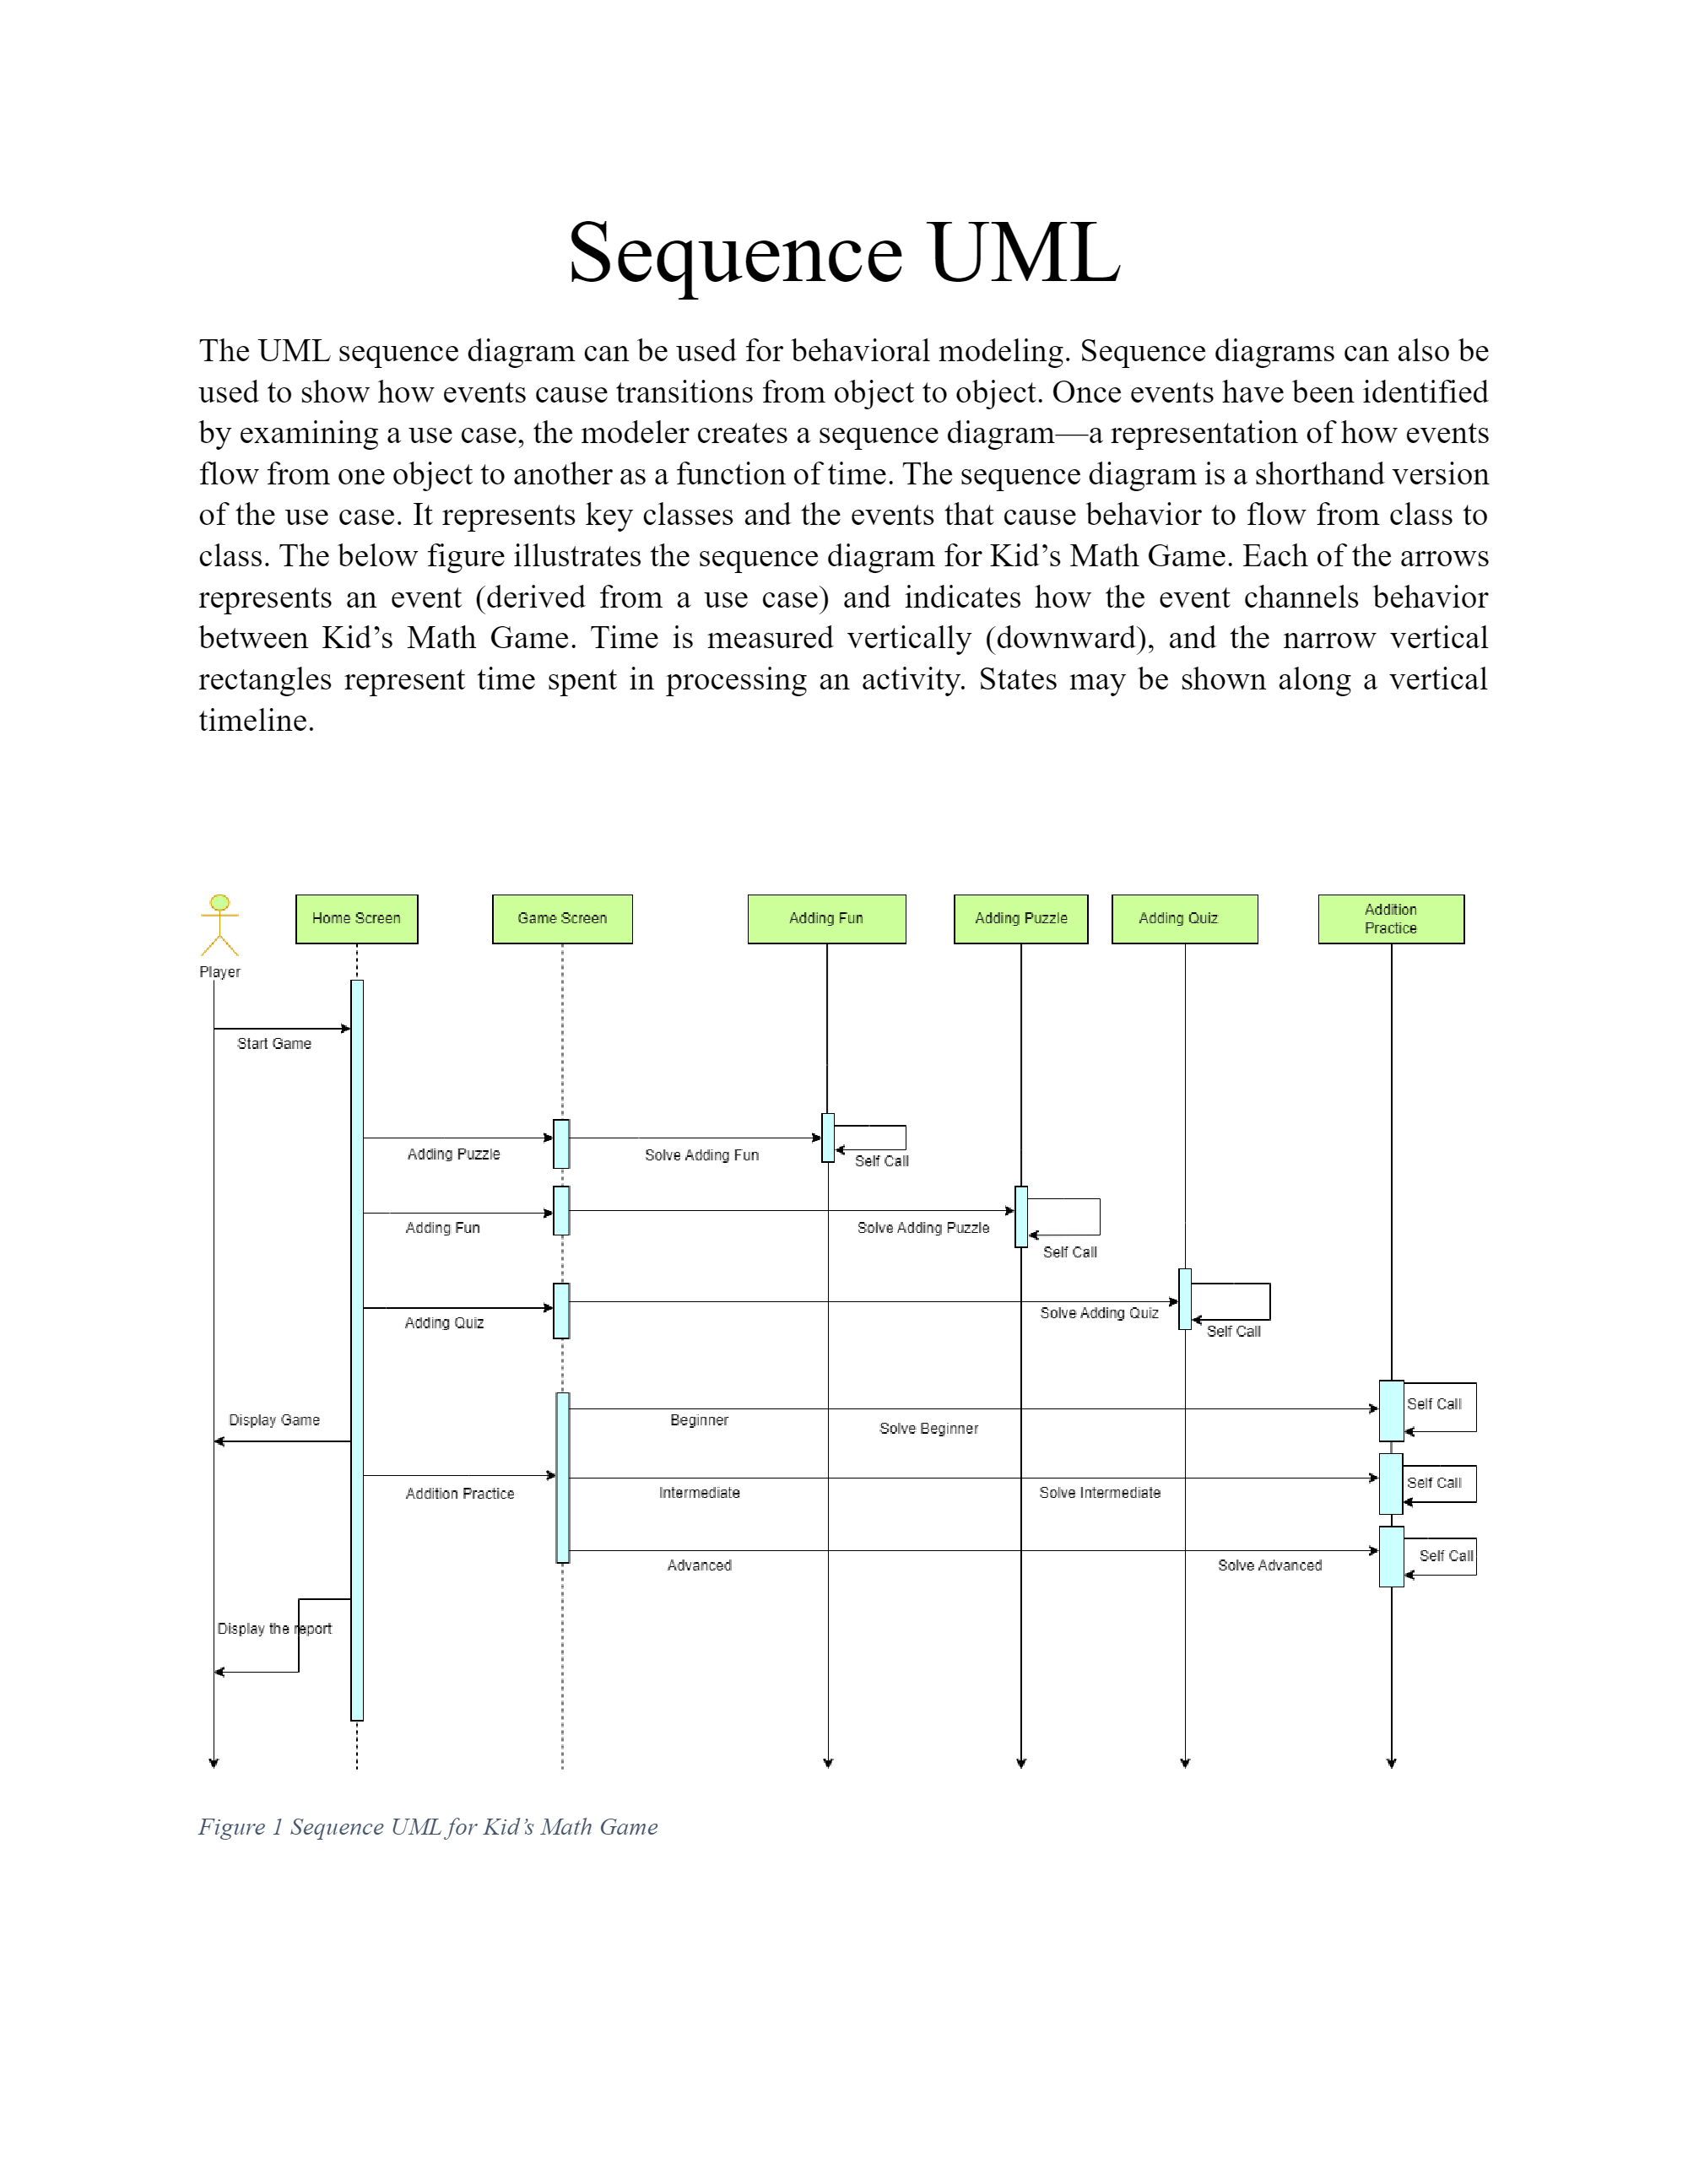 Sequence UML
The UML sequence diagram can be used for behavioral modeling. Sequence diagrams can also be
used to show how events cause transitions from object to object. Once events have been identified
by examining a use case, the modeler creates a sequence diagram—a representation of how events
flow from one object to another as a function of time. The sequence diagram is a shorthand version
of the use case. It represents key classes and the events that cause behavior to flow from class to
class. The below figure illustrates the sequence diagram for Kid’s Math Game. Each of the arrows
represents an event (derived from a use case) and indicates how the event channels behavior
between Kid’s Math Game. Time is measured vertically (downward), and the narrow vertical
rectangles represent time spent in processing an activity. States may be shown along a vertical
timeline.
Player
Home Screen
Game Screen
Adding Fun
Adding Puzzle
Adding Quiz
Addition
Practice
Start Game
Adding Puzzle
Solve Adding Fun
Self Call
Adding Fun
Solve Adding Puzzle
Self Call
Adding Quiz
Solve Adding Quiz
Self Call
Display Game
Beginner
Solve Beginner
Self Call
Addition Practice
Intermediate
Solve Intermediate
Self Call
Advanced
Solve Advanced
Self Call
Display the report
Figure 1 Sequence UML for Kid’s Math Game